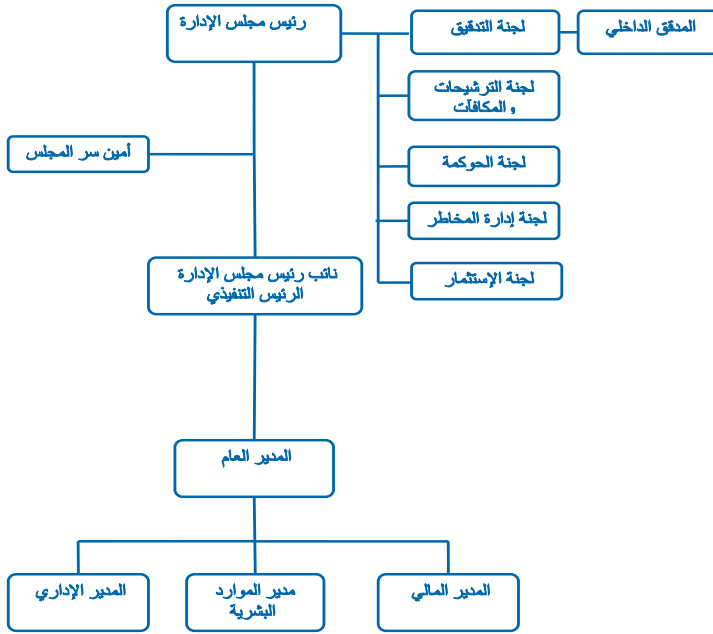 رئيس مجلس الإدارة
لجنة التدقيق
المدقق الداخلي
لجنة الترشيحات
و المكافآت
أمين سر المجلس
لجنة الحوكمة
لجنة إدارة المخاطر
لجنة الإستثمار
نائب رئيس مجلس الإدارة
الرئس التنفيذي
المدير العام
المدير المالي
مدير الموارد
البشرية
المدير الإداري